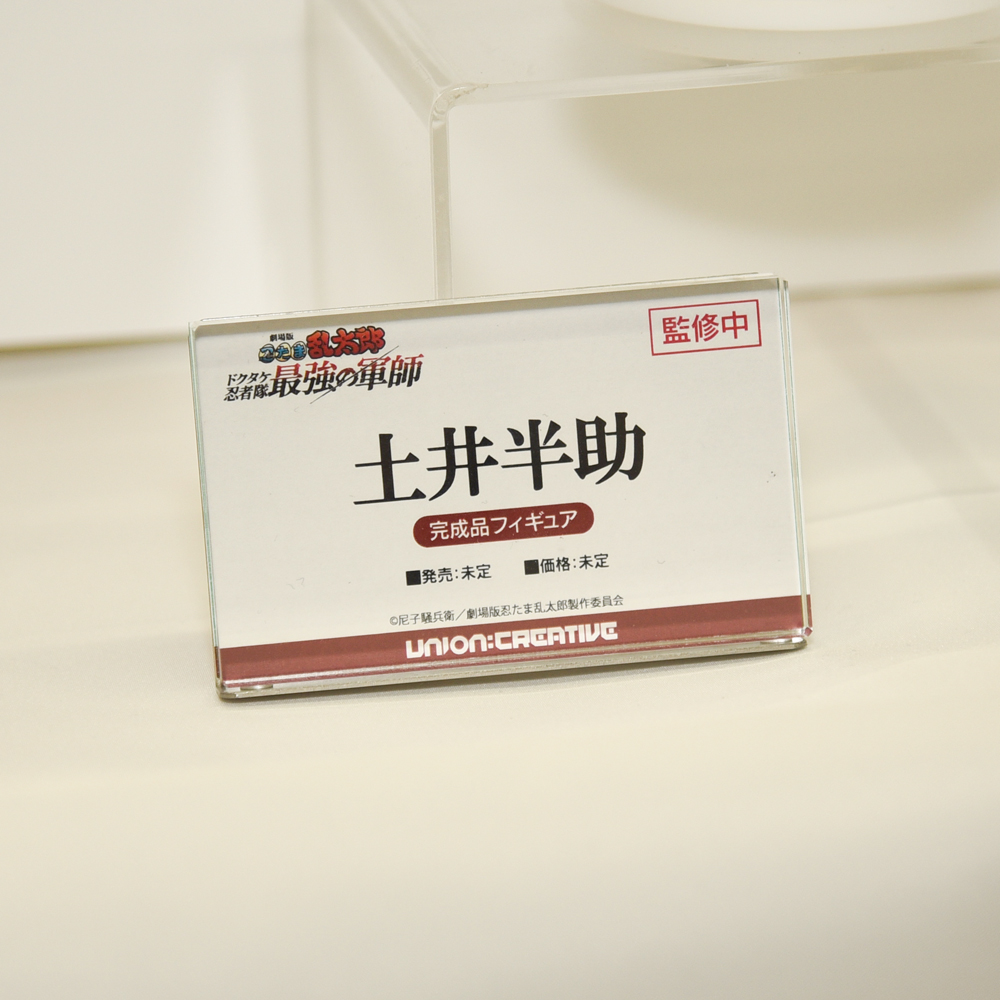 劇場版
忍たま乱太郎
ドクタケ忍者隊 最強の軍師
監修中
土井半助
完成品フィギュア
■発売:未定 ■価格:未定
©尼子騒兵衛/劇場版忍たま乱太郎製作委員会
UNION:CREATIVE